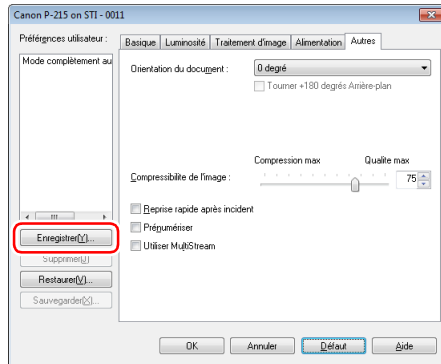 Canon P-215 on STI - 0011
Préférences utilisateur :
Mode complètement au
Enregistrer(Y)...
Supprimer(J)
Restaurer(V)...
Sauvegarder(X)...
Basique Luminosité Traitement d'image Alimentation Autres
Orientation du document : 0 degré
Tourner +180 degrés Arrière-plan
Compression max Qualite max
Compressibilite de l'image : 75
Reprise rapide après incident
Prénumériser
Utiliser MultiStream
OK Annuler Défaut Aide